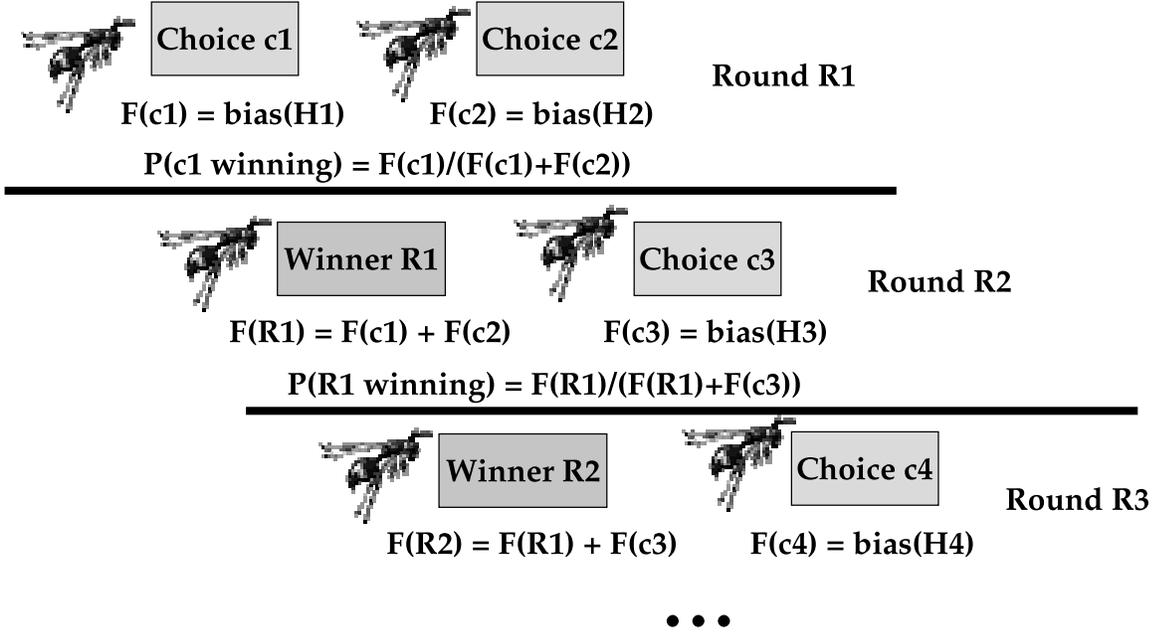 Choice c1
Choice c2
Round R1
F(c1) = bias(H1)
F(c2) = bias(H2)
P(c1 winning) = F(c1)/(F(c1)+F(c2))
Winner R1
Choice c3
Round R2
F(R1) = F(c1) + F(c2)
F(c3) = bias(H3)
P(R1 winning) = F(R1)/(F(R1)+F(c3))
Winner R2
Choice c4
Round R3
F(R2) = F(R1) + F(c3)
F(c4) = bias(H4)
• • •